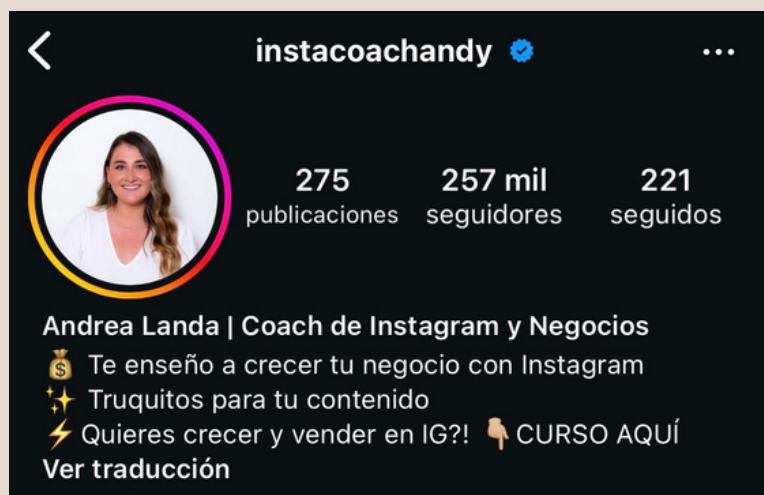 instacoachandy
275 257 mil 221
publicaciones seguidores seguidos
Andrea Landa | Coach de Instagram y Negocios
💰 Te enseño a crecer tu negocio con Instagram
✨ Truquitos para tu contenido
⚡ Quieres crecer y vender en IG?! 👇🏼 CURSO AQUÍ
Ver traducción